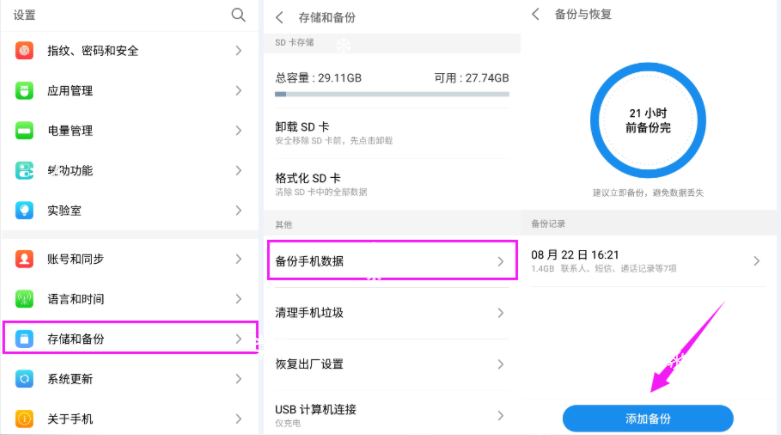 设置
指纹、密码和安全
应用管理
电量管理
辅助功能
实验室
账号和同步
语言和时间
存储和备份
系统更新
关于手机
存储和备份
SD 卡存储
总容量 : 29.11GB
可用 : 27.74GB
卸载 SD 卡
安全移除 SD 卡前，先点击卸载
格式化 SD 卡
清除 SD 卡中的全部数据
其他
备份手机数据
清理手机垃圾
恢复出厂设置
USB 计算机连接
仅充电
备份与恢复
21 小时
前备份完
建议立即备份，避免数据丢失
备份记录
08 月 22 日 16:21
1.4GB 联系人、短信、通话记录等7项
添加备份